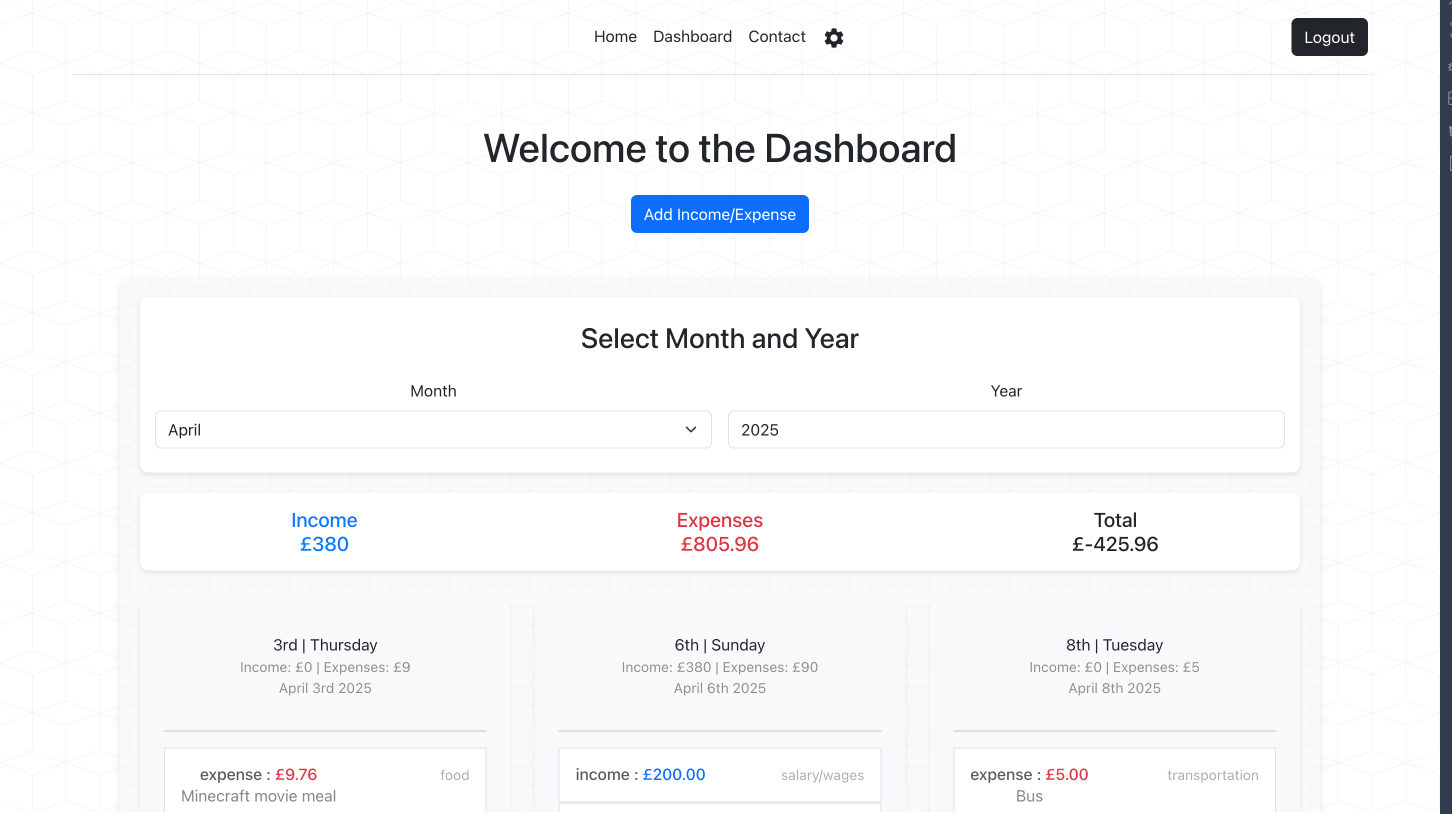 Home Dashboard Contact Logout
Welcome to the Dashboard
Add Income/Expense
Select Month and Year
Month Year
April 2025
Income Expenses Total
£380 £805.96 £-425.96
3rd | Thursday
Income: £0 | Expenses: £9
April 3rd 2025
expense : £9.76 food
Minecraft movie meal
6th | Sunday
Income: £380 | Expenses: £90
April 6th 2025
income : £200.00 salary/wages
8th | Tuesday
Income: £0 | Expenses: £5
April 8th 2025
expense : £5.00 transportation
Bus